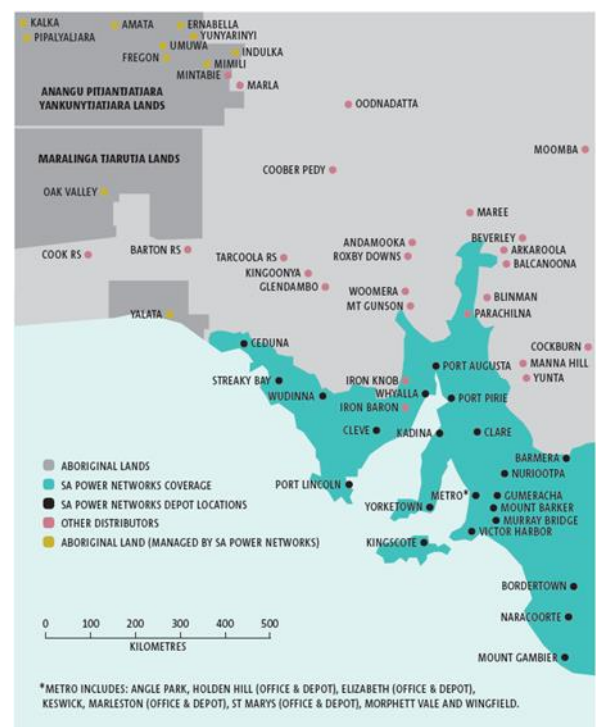 KALKA
AMATA
ERNABELLA
PIPALYALJARA
YUNYARINYI
UMUWA
INDULKA
FREGON
MIMILI
MINTABIE
MARLA
ANANGU PITJANTJATJARA
YANKUNYTJATJARA LANDS
OODNADATTA
MARALINGA TJARUTJA LANDS
MOOMBA
COOBER PEDY
OAK VALLEY
MAREE
BEVERLEY
ANDAMOOKA
ARKAROOLA
COOK RS
BARTON RS
TARCOOLA RS
ROXBY DOWNS
BALCANOONA
KINGOONYA
GLENDAMBO
WOOMERA
BLINMAN
MT GUNSON
YALATA
PARACHILNA
CEDUNA
COCKBURN
PORT AUGUSTA
MANNA HILL
STREAKY BAY
IRON KNOB
YUNTA
WUDINNA
WHYALLA
PORT PIRIE
IRON BARON
CLEVE
KADINA
CLARE
BARMERA
ABORIGINAL LANDS
NURIOOTPA
SA POWER NETWORKS COVERAGE
PORT LINCOLN
METRO*
GUMERACHA
SA POWER NETWORKS DEPOT LOCATIONS
YORKETOWN
MOUNT BARKER
OTHER DISTRIBUTORS
MURRAY BRIDGE
VICTOR HARBOR
ABORIGINAL LAND (MANAGED BY SA POWER NETWORKS)
KINGSCOTE
BORDERTOWN
NARACOORTE
0 100 200 300 400 500
KILOMETRES
MOUNT GAMBIER
*METRO INCLUDES: ANGLE PARK, HOLDEN HILL (OFFICE & DEPOT), ELIZABETH (OFFICE & DEPOT),
KESWICK, MARLESTON (OFFICE & DEPOT), ST MARYS (OFFICE & DEPOT), MORPHETT VALE AND WINGFIELD.